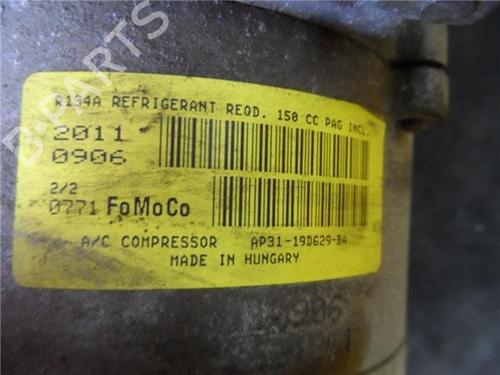 R134A REFRIGERANT REQD. 150 CC PAG INCL.
2011
0906
2/2
0771 FoMoCo
A/C COMPRESSOR AP31-19D629-BA
MADE IN HUNGARY
B-PARTS